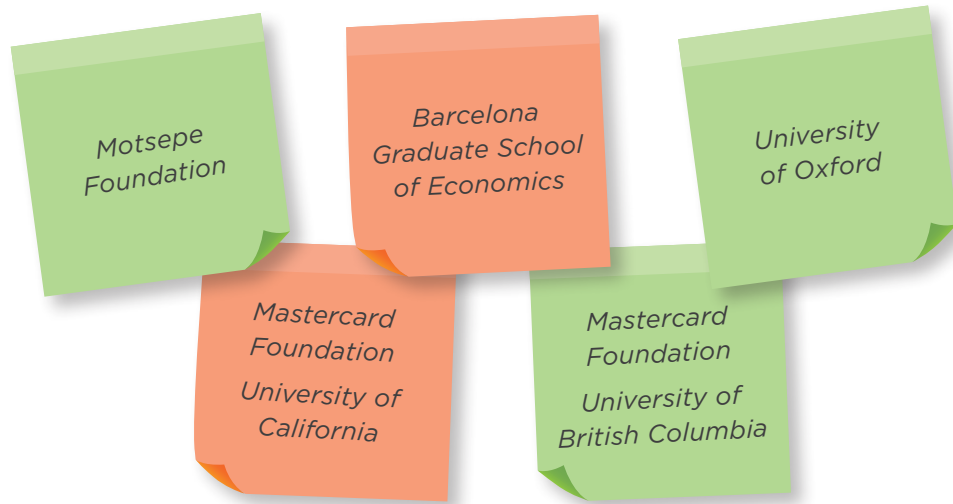 Motsepe
Foundation
Barcelona
Graduate School
of Economics
University
of Oxford
Mastercard
Foundation
University of
California
Mastercard
Foundation
University of
British Columbia